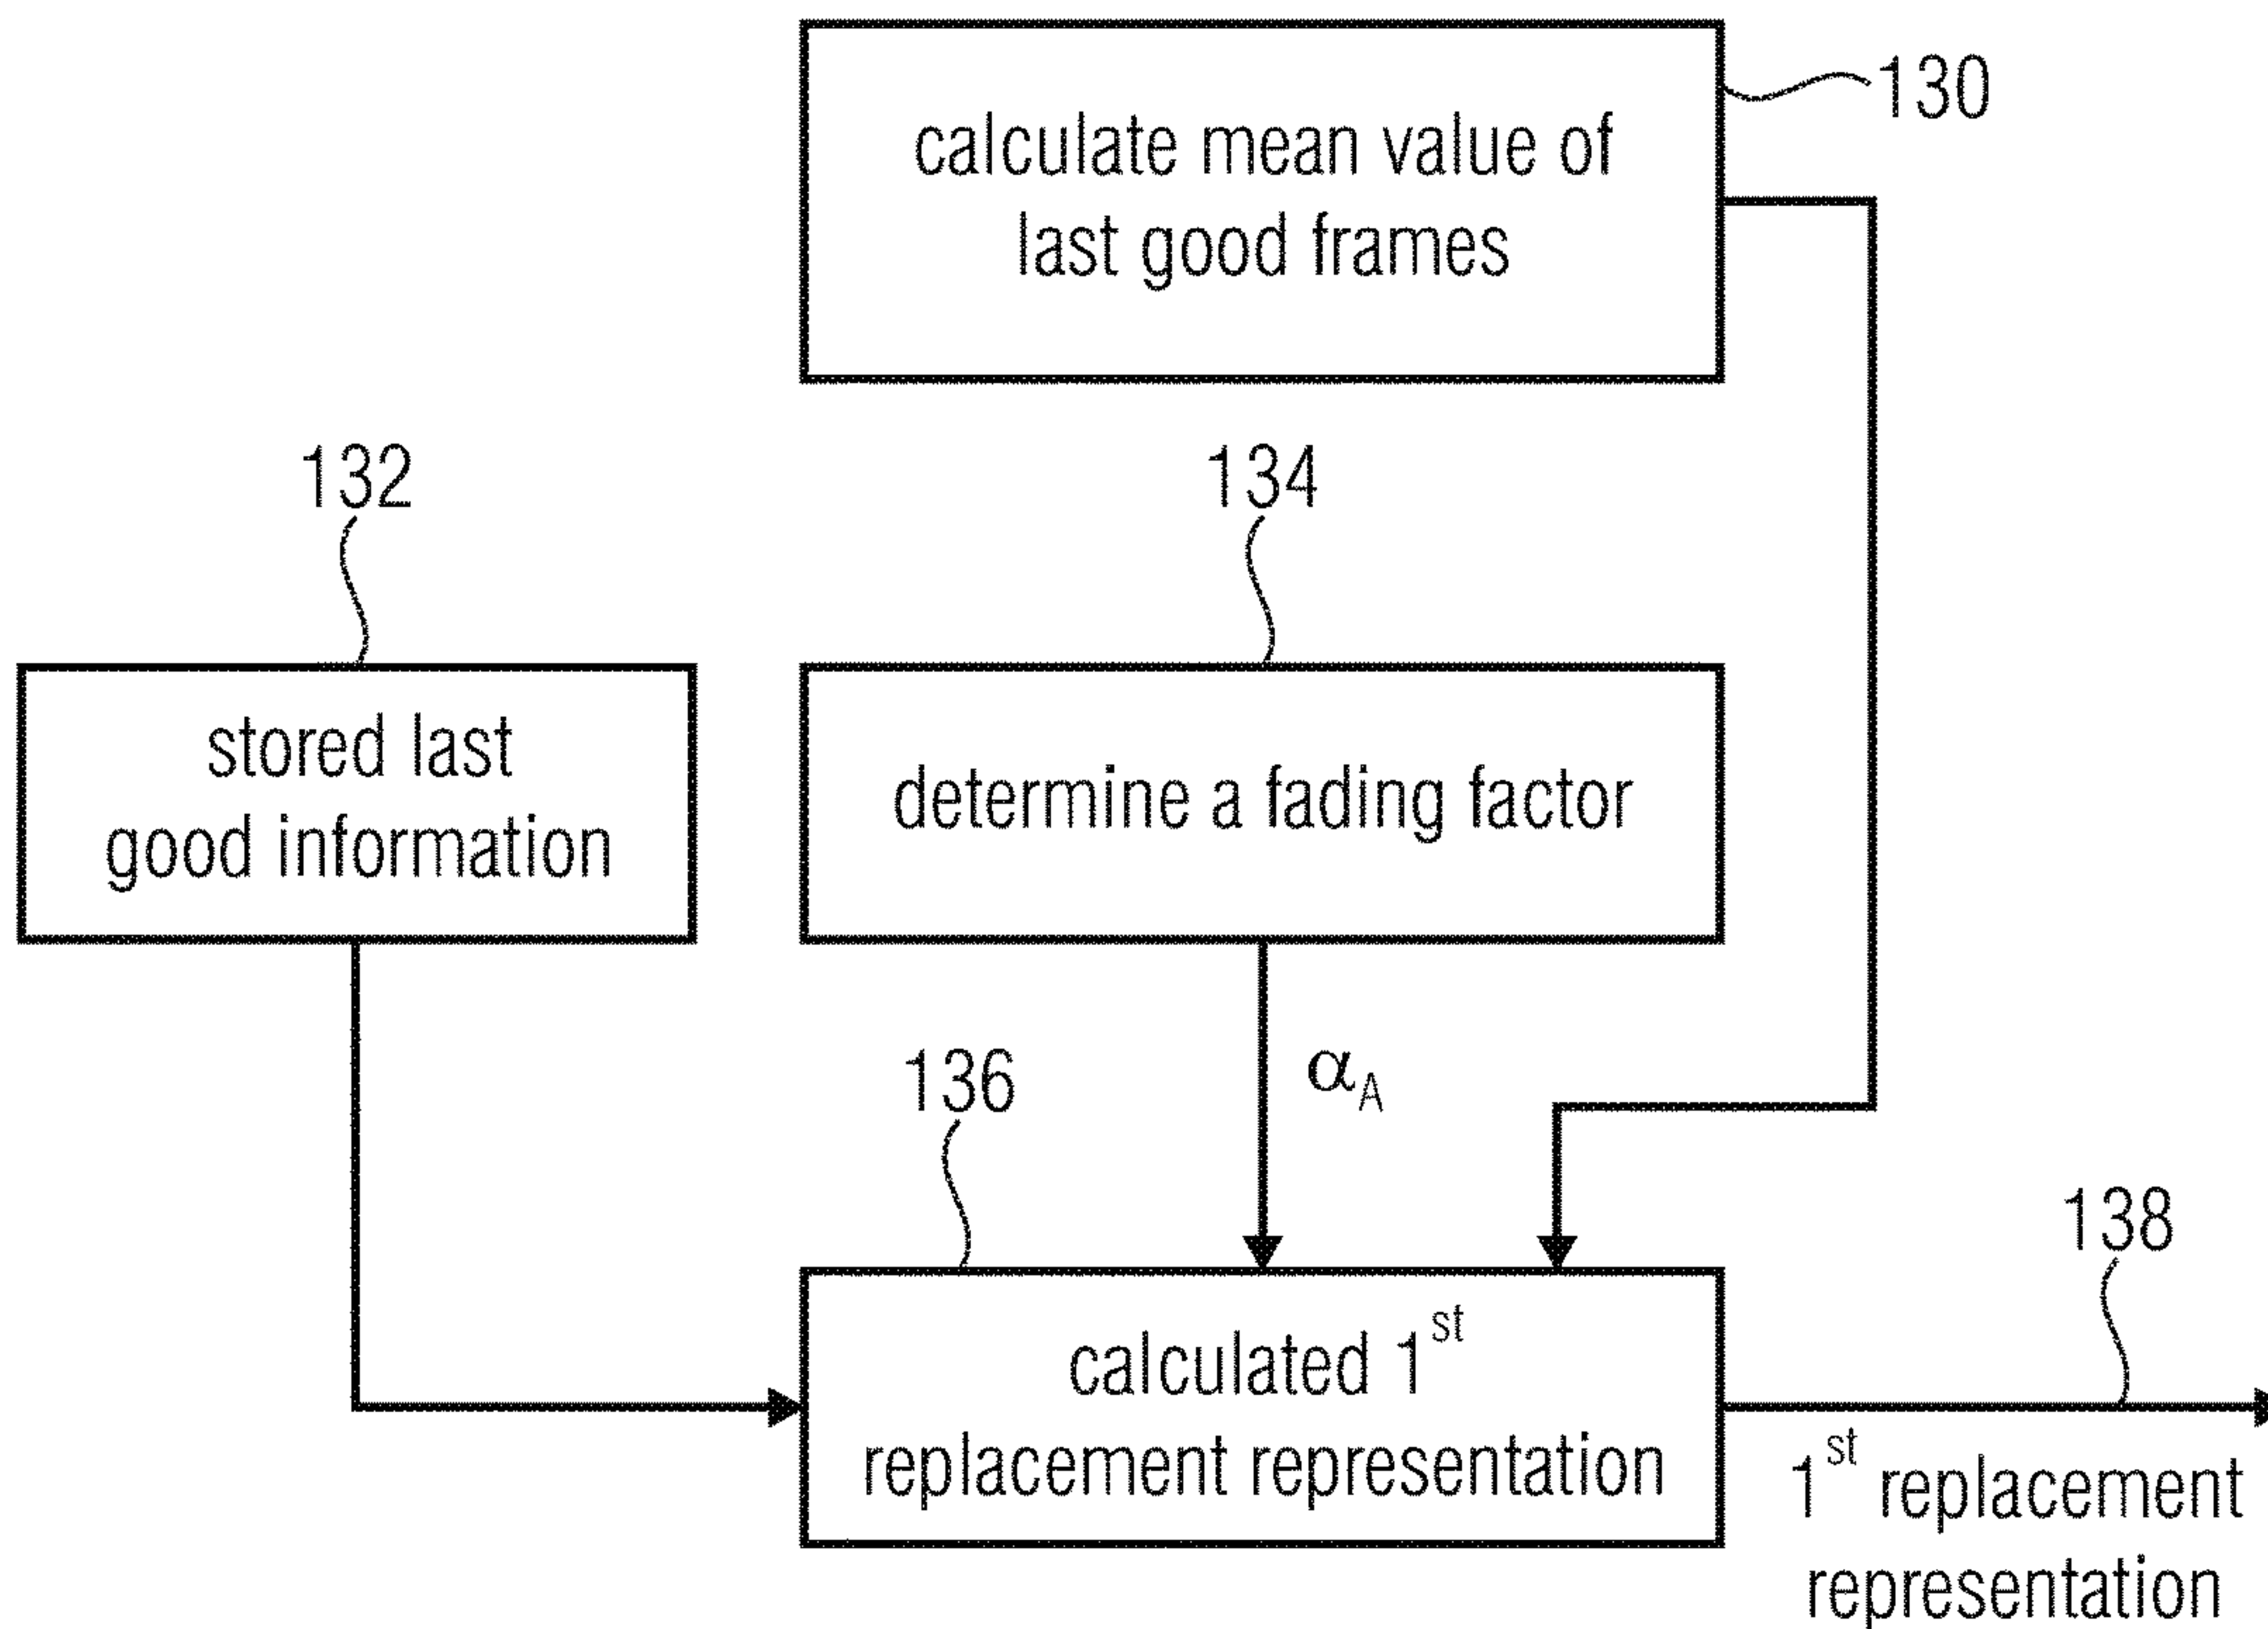 130
calculate mean value of
last good frames
132
134
stored last
good information
determine a fading factor
αA
136
138
calculated 1st
replacement representation
1st replacement
representation